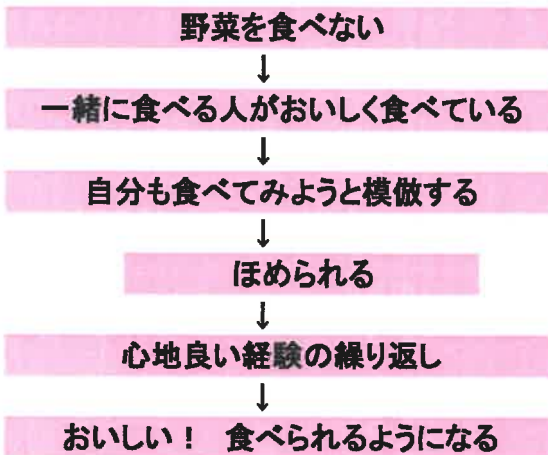 野菜を食べない
↓
一緒に食べる人がおいしく食べている
↓
自分も食べてみようと模倣する
↓
ほめられる
↓
心地良い経験の繰り返し
↓
おいしい！ 食べられるようになる